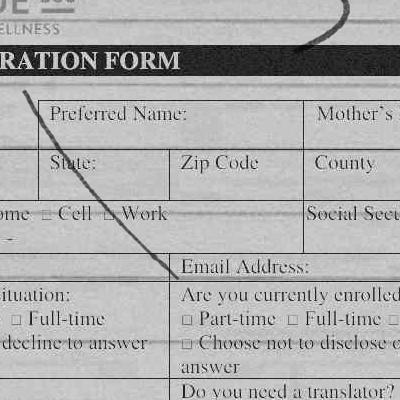 ELLNESS
RATION FORM
Preferred Name: Mother's
State: Zip Code County
ome □ Cell □ Work Social Secu
-
Email Address:
ituation: Are you currently enrolled
□ Full-time □ Part-time □ Full-time □
decline to answer □ Choose not to disclose o
answer
Do you need a translator?